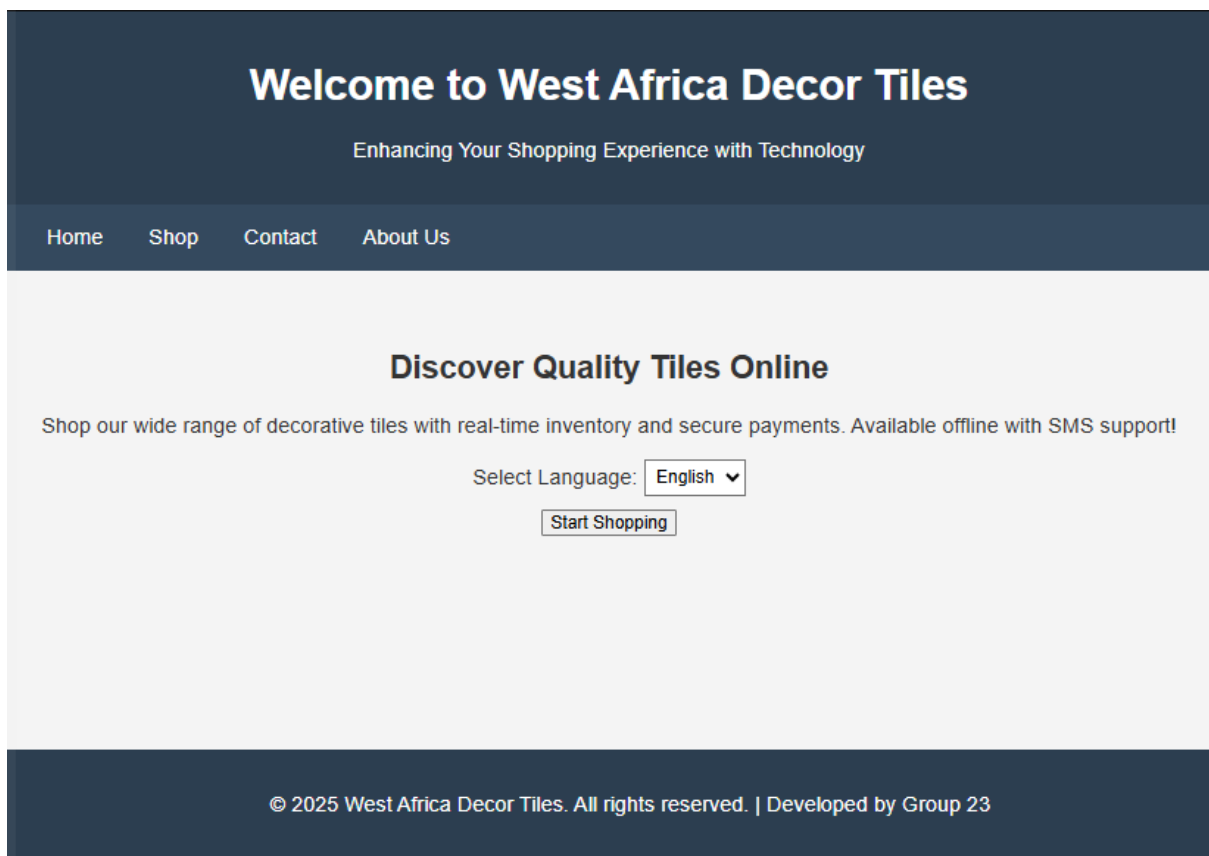 Welcome to West Africa Decor Tiles
Enhancing Your Shopping Experience with Technology
Home Shop Contact About Us
Discover Quality Tiles Online
Shop our wide range of decorative tiles with real-time inventory and secure payments. Available offline with SMS support!
Select Language: English
Start Shopping
© 2025 West Africa Decor Tiles. All rights reserved. | Developed by Group 23